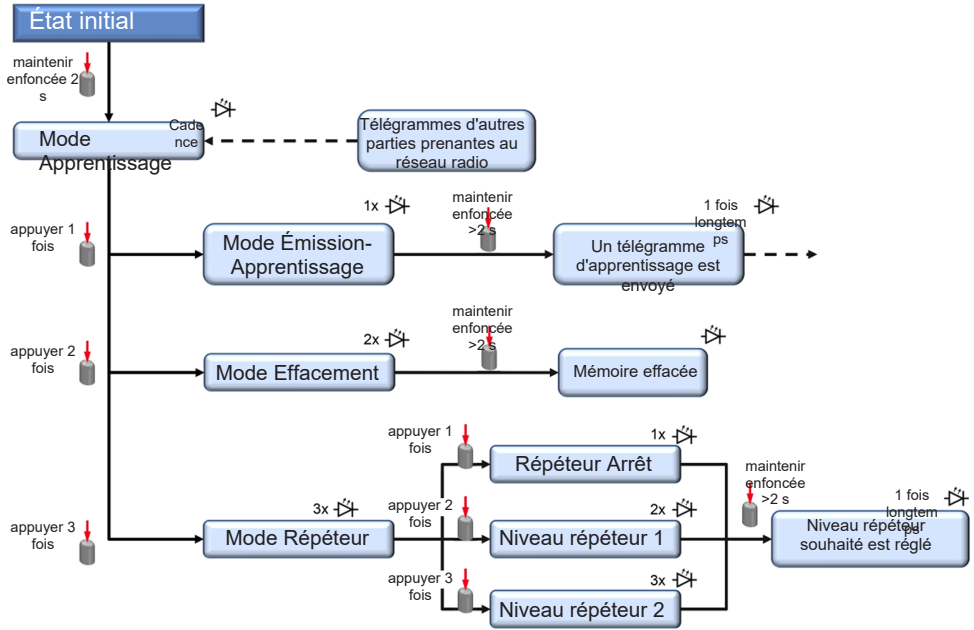 État initial
maintenir
enfoncée 2
s
Cade
nce
Mode
Apprentissage
Télégrammes d'autres
parties prenantes au
réseau radio
appuyer 1
fois
1x
Mode Émission-
Apprentissage
maintenir
enfoncée
>2 s
1 fois
longtem
ps
Un télégramme
d'apprentissage est
envoyé
appuyer 2
fois
2x
Mode Effacement
maintenir
enfoncée
>2 s
Mémoire effacée
appuyer 3
fois
3x
Mode Répéteur
appuyer 1
fois
1x
Répéteur Arrêt
appuyer 2
fois
2x
Niveau répéteur 1
appuyer 3
fois
3x
Niveau répéteur 2
maintenir
enfoncée
>2 s
1 fois
longtem
ps
Niveau répéteur
souhaité est réglé